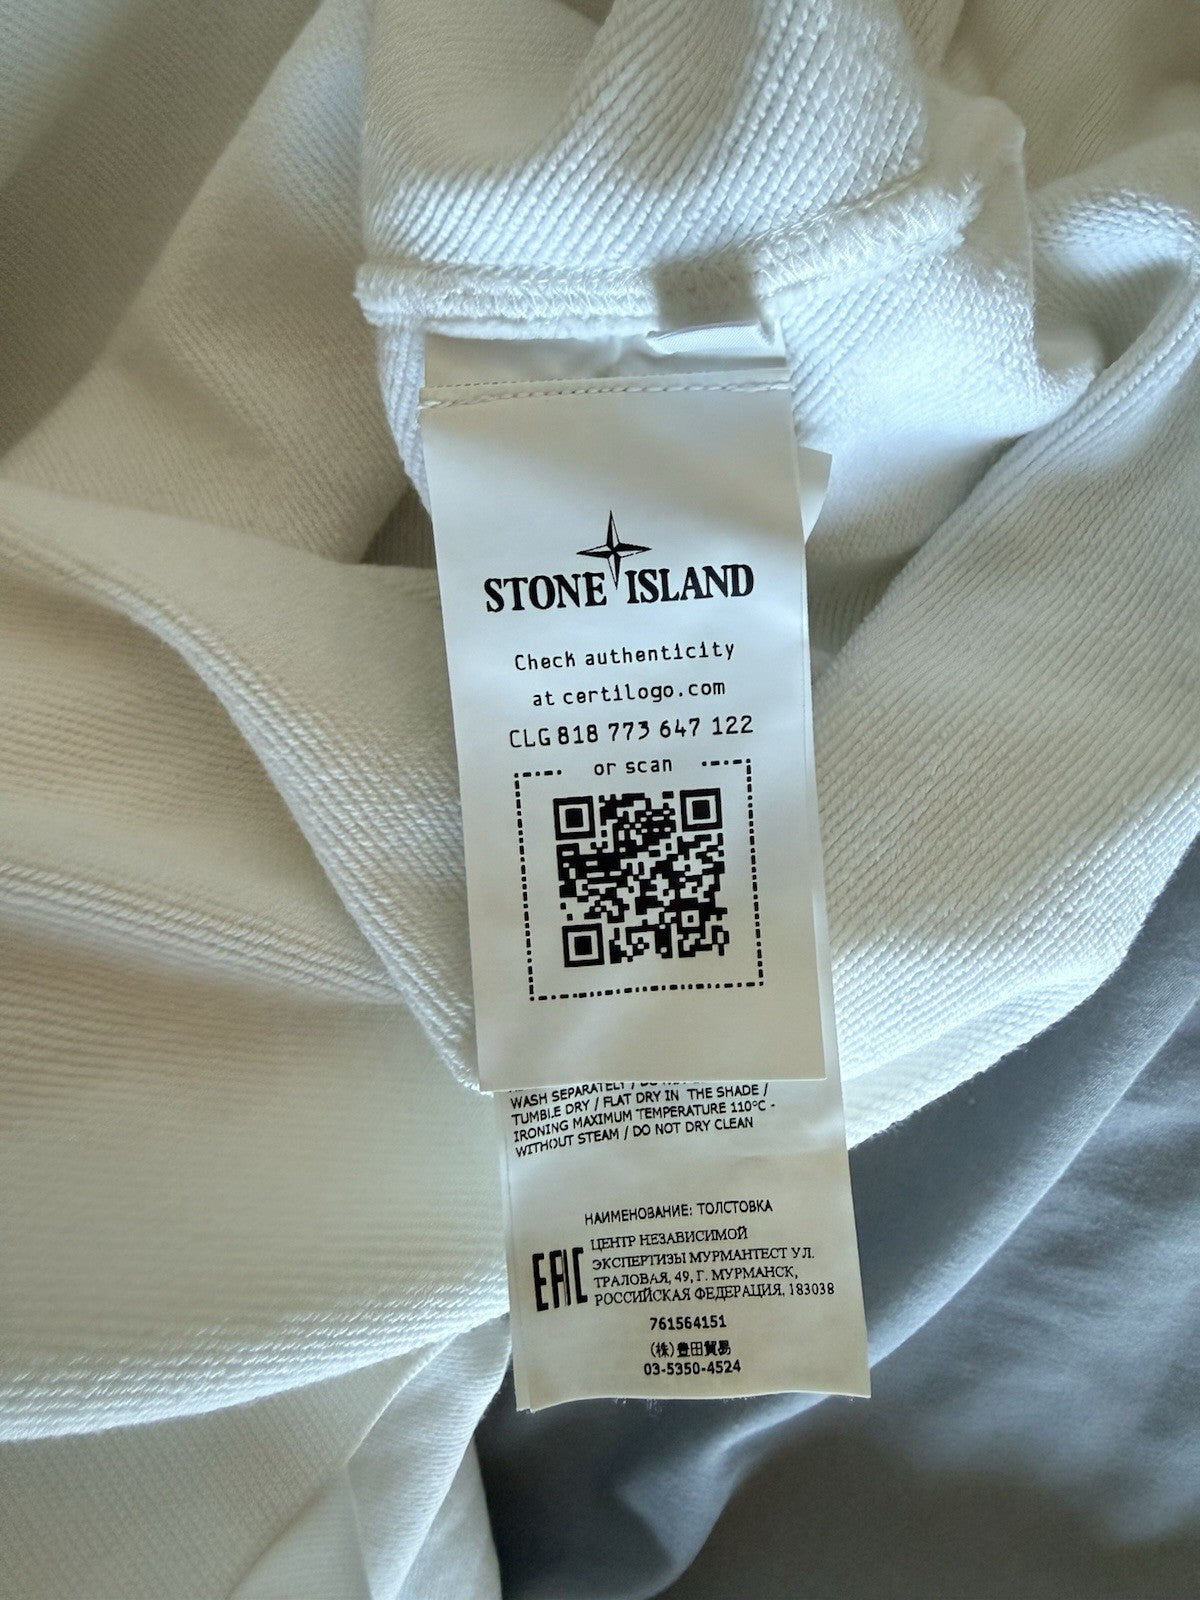 STONE ISLAND
Check authenticity
at certilogo.com
CLG 818 773 647 122
or scan
WASH SEPARATELY /
TUMBLE DRY / FLAT DRY IN THE SHADE /
IRONING MAXIMUM TEMPERATURE 110°C -
WITHOUT STEAM / DO NOT DRY CLEAN
НАИМЕНОВАНИЕ: ТОЛСТОВКА
EAC
ЦЕНТР НЕЗАВИСИМОЙ
ЭКСПЕРТИЗЫ МУРМАНТЕСТ УЛ.
ТРАЛОВАЯ, 49, Г. МУРМАНСК,
РОССИЙСКАЯ ФЕДЕРАЦИЯ, 183038
761564151
(株)豊田貿易
03-5350-4524